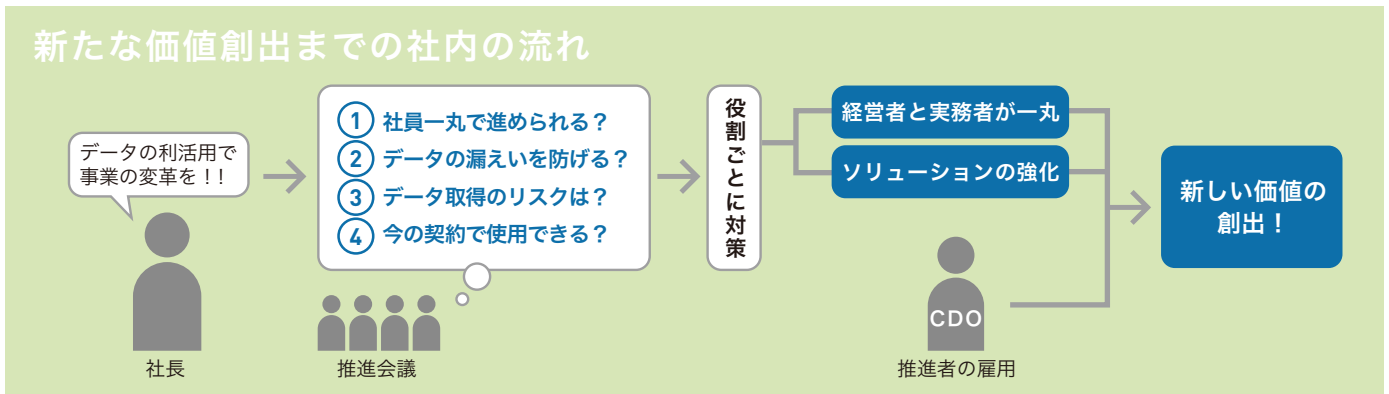 新たな価値創出までの社内の流れ
データの利活用で
事業の変革を！！
社長
1 社員一丸で進められる？
2 データの漏えいを防げる？
3 データ取得のリスクは？
4 今の契約で使用できる？
推進会議
役割ごとに対策
経営者と実務者が一丸
ソリューションの強化
CDO
推進者の雇用
新しい価値の
創出！